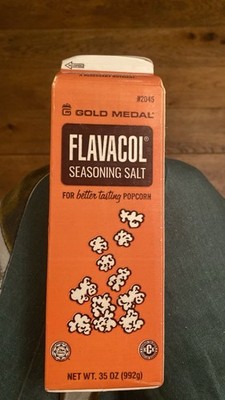 #2045
GOLD MEDAL®
FLAVACOL®
SEASONING SALT
FOR better tasting POPCORN
NET WT. 35 OZ (992g)